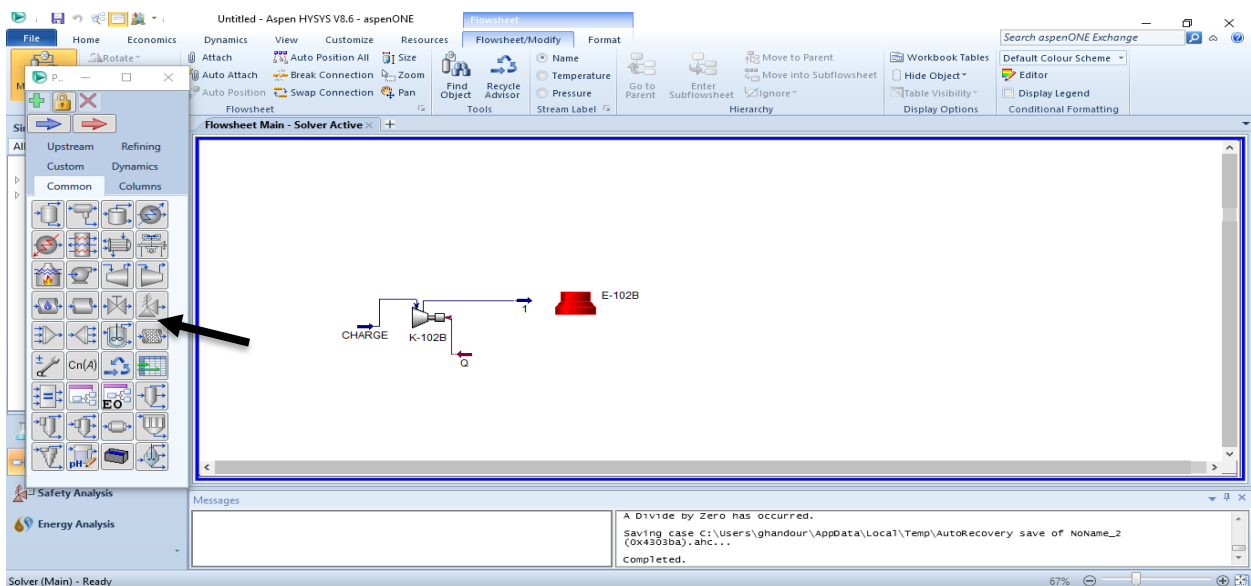 Untitled - Aspen HYSYS V8.6 - aspenONE
Flowsheet
File Home Economics Dynamics View Customize Resources Flowsheet/Modify Format
Search aspenONE Exchange
Rotate
Attach
Auto Position All
Size
Name
Move to Parent
Workbook Tables
Default Colour Scheme
P...
Auto Attach
Break Connection
Zoom
Find Object
Recycle Advisor
Temperature
Go to Parent
Enter Subflowsheet
Move into Subflowsheet
Hide Object
Editor
M
Auto Position
Swap Connection
Pan
Pressure
Ignore
Table Visibility
Display Legend
Flowsheet
Tools
Stream Label
Hierarchy
Display Options
Conditional Formatting
Si
Flowsheet Main - Solver Active
All
Upstream Refining
Custom Dynamics
Common Columns
Cn(A)
EO
pH
CHARGE
K-102B
Q
1
E-102B
Safety Analysis
Energy Analysis
Messages
A Divide by Zero has occurred.
Saving case C:\Users\ghandour\AppData\Local\Temp\AutoRecovery save of NoName_2
(0x4303ba).ahc...
Completed.
Solver (Main) - Ready
67%